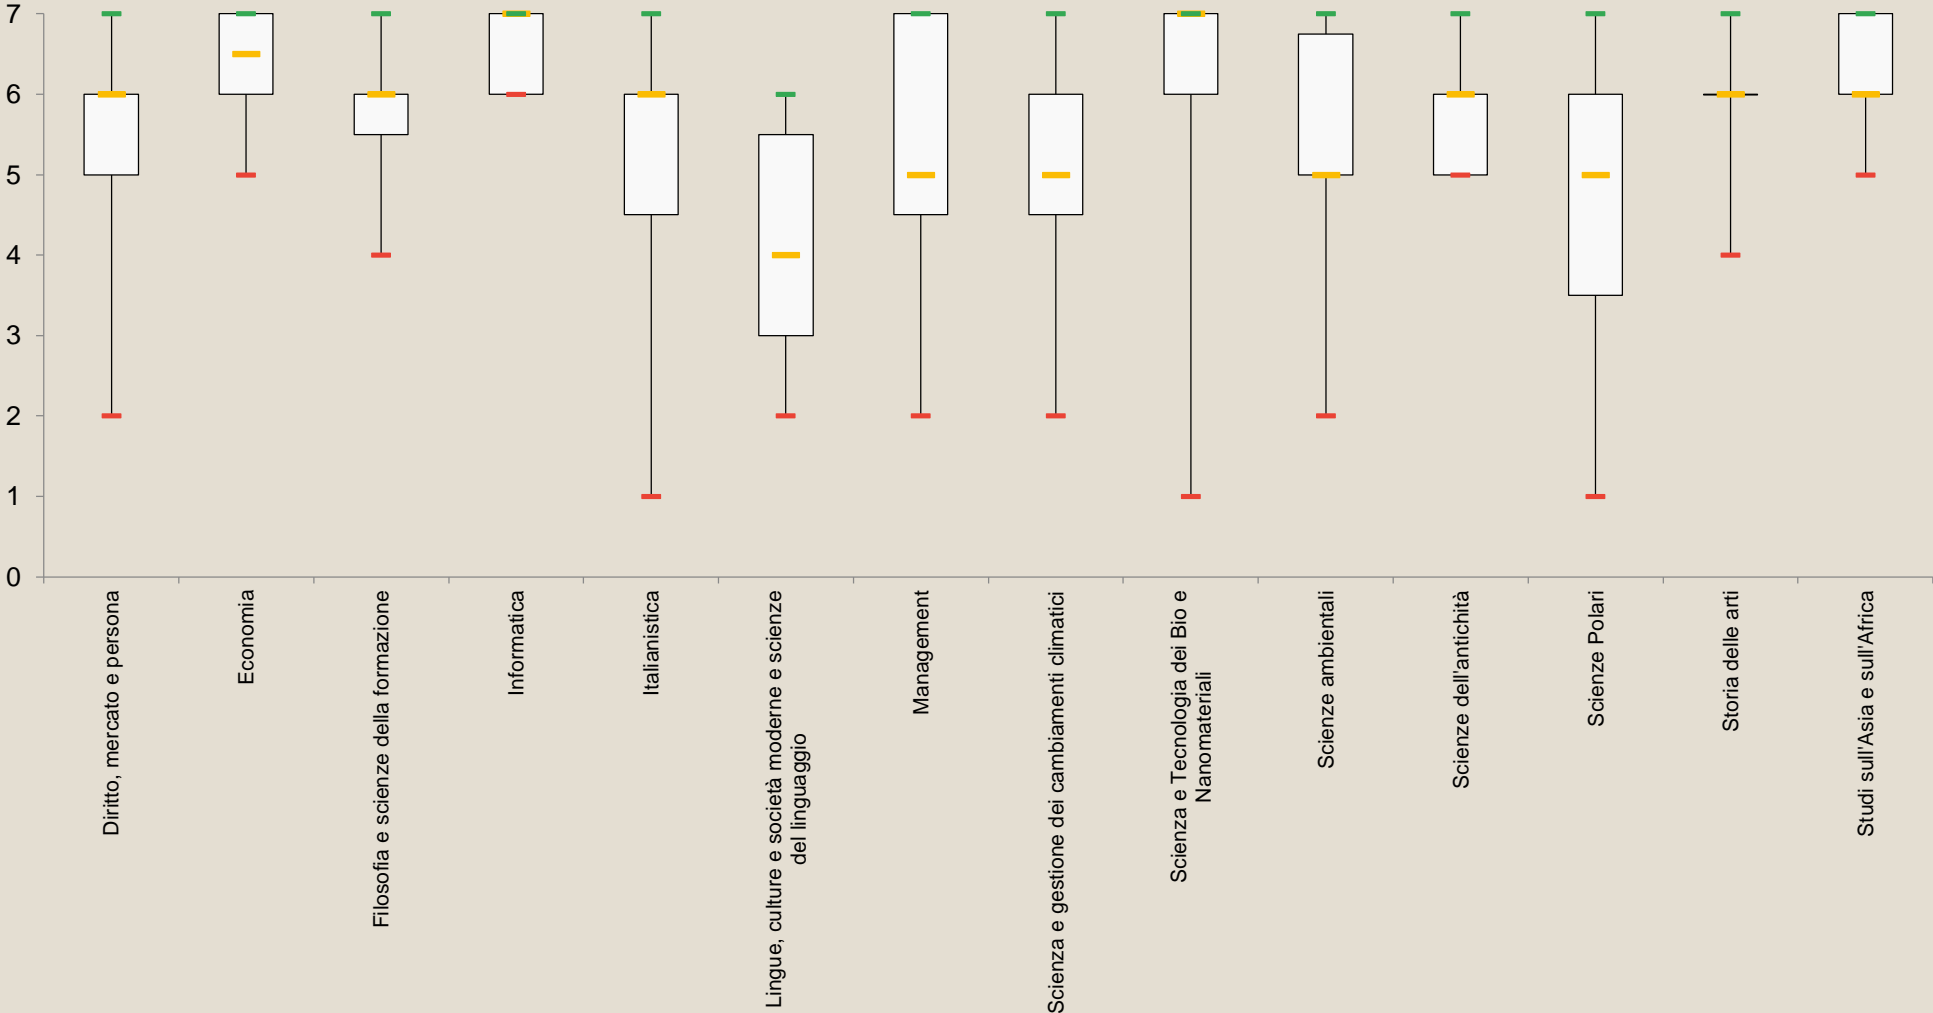 7
6
5
4
3
2
1
0
Diritto, mercato e persona
Economia
Filosofia e scienze della formazione
Informatica
Italianistica
Lingue, culture e società moderne e scienze
del linguaggio
Management
Scienza e gestione dei cambiamenti climatici
Scienza e Tecnologia dei Bio e
Nanomateriali
Scienze ambientali
Scienze dell'antichità
Scienze Polari
Storia delle arti
Studi sull'Asia e sull'Africa